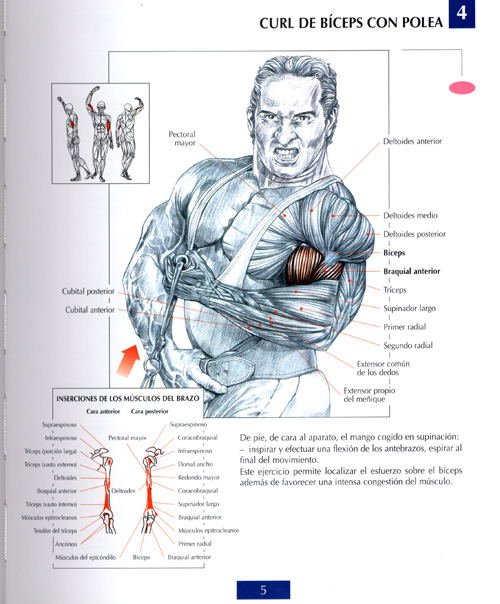 CURL DE BÍCEPS CON POLEA
4
Pectoral
mayor
Deltoides anterior
Deltoides medio
Deltoides posterior
Bíceps
Braquial anterior
Tríceps
Supinador largo
Primer radial
Segundo radial
Extensor común
de los dedos
Extensor propio
del meñique
Cubital posterior
Cubital anterior
INSERCIONES DE LOS MÚSCULOS DEL BRAZO
Cara anterior Cara posterior
Supraespinoso
Infraespinoso
Tríceps (porción larga)
Tríceps (vasto externo)
Deltoides
Braquial anterior
Tríceps (vasto interno)
Músculos epitrocleanos
Tendón del tríceps
Ancóneo
Músculos del epicóndilo
Pectoral mayor
Deltoides
Bíceps
Supraespinoso
Coracobraquial
Infraespinoso
Dorsal ancho
Redondo mayor
Coracobraquial
Supinador largo
Braquial anterior
Músculos epitrocleanos
Primer radial
Braquial anterior
De pie, de cara al aparato, el mango cogido en supinación:
– inspirar y efectuar una flexión de los antebrazos, espirar al
final del movimiento.
Este ejercicio permite localizar el esfuerzo sobre el bíceps
además de favorecer una intensa congestión del músculo.
5